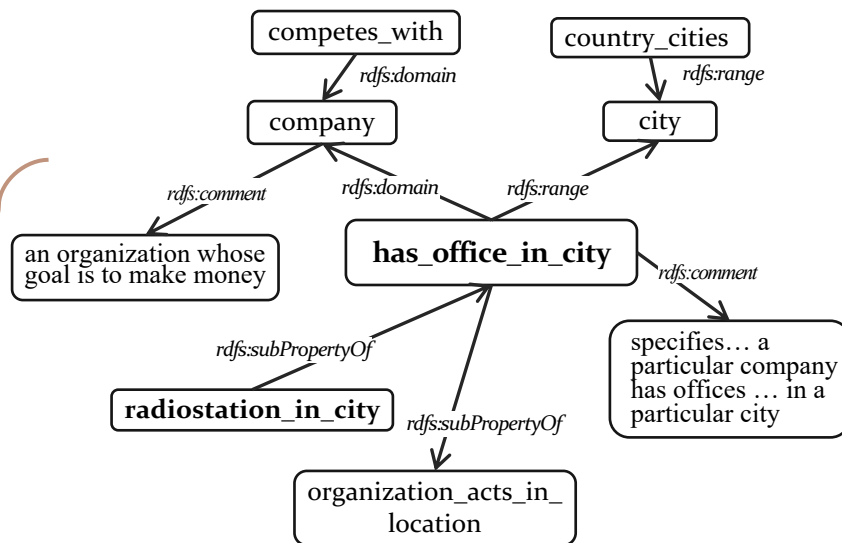 competes_with
country_cities
rdfs:domain
rdfs:range
company
city
rdfs:comment
rdfs:domain
rdfs:range
an organization whose
goal is to make money
has_office_in_city
rdfs:comment
rdfs:subPropertyOf
specifies… a
particular company
has offices … in a
particular city
radiostation_in_city
rdfs:subPropertyOf
organization_acts_in_
location